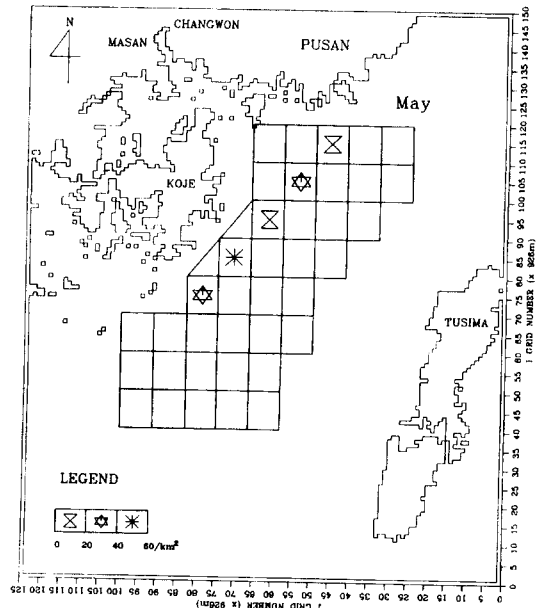 N
CHANGWON
MASAN
PUSAN
May
KOJE
TUSIMA
LEGEND
0 20 40 60/km²
0 5 10 15 20 25 30 35 40 45 50 55 60 65 70 75 80 85 90 95 100 105 110 115 120 125 130 135 140 145 150
GRID NUMBER (x 926m)
125 120 115 110 105 100 95 90 85 80 75 70 65 60 55 50 45 40 35 30 25 20 15 10 5 0
GRID NUMBER (x 926m)